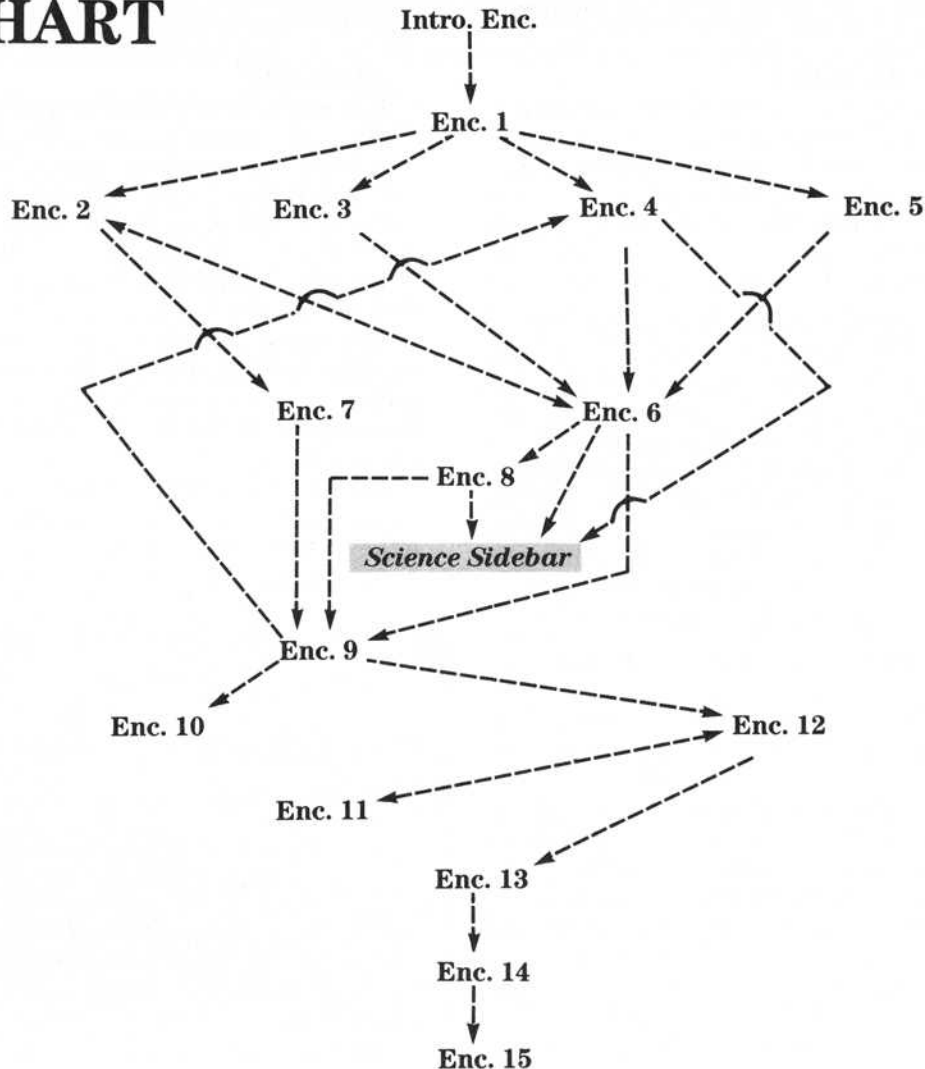 HART
Intro. Enc.
Enc. 1
Enc. 2
Enc. 3
Enc. 4
Enc. 5
Enc. 7
Enc. 6
Enc. 8
Science Sidebar
Enc. 9
Enc. 10
Enc. 12
Enc. 11
Enc. 13
Enc. 14
Enc. 15